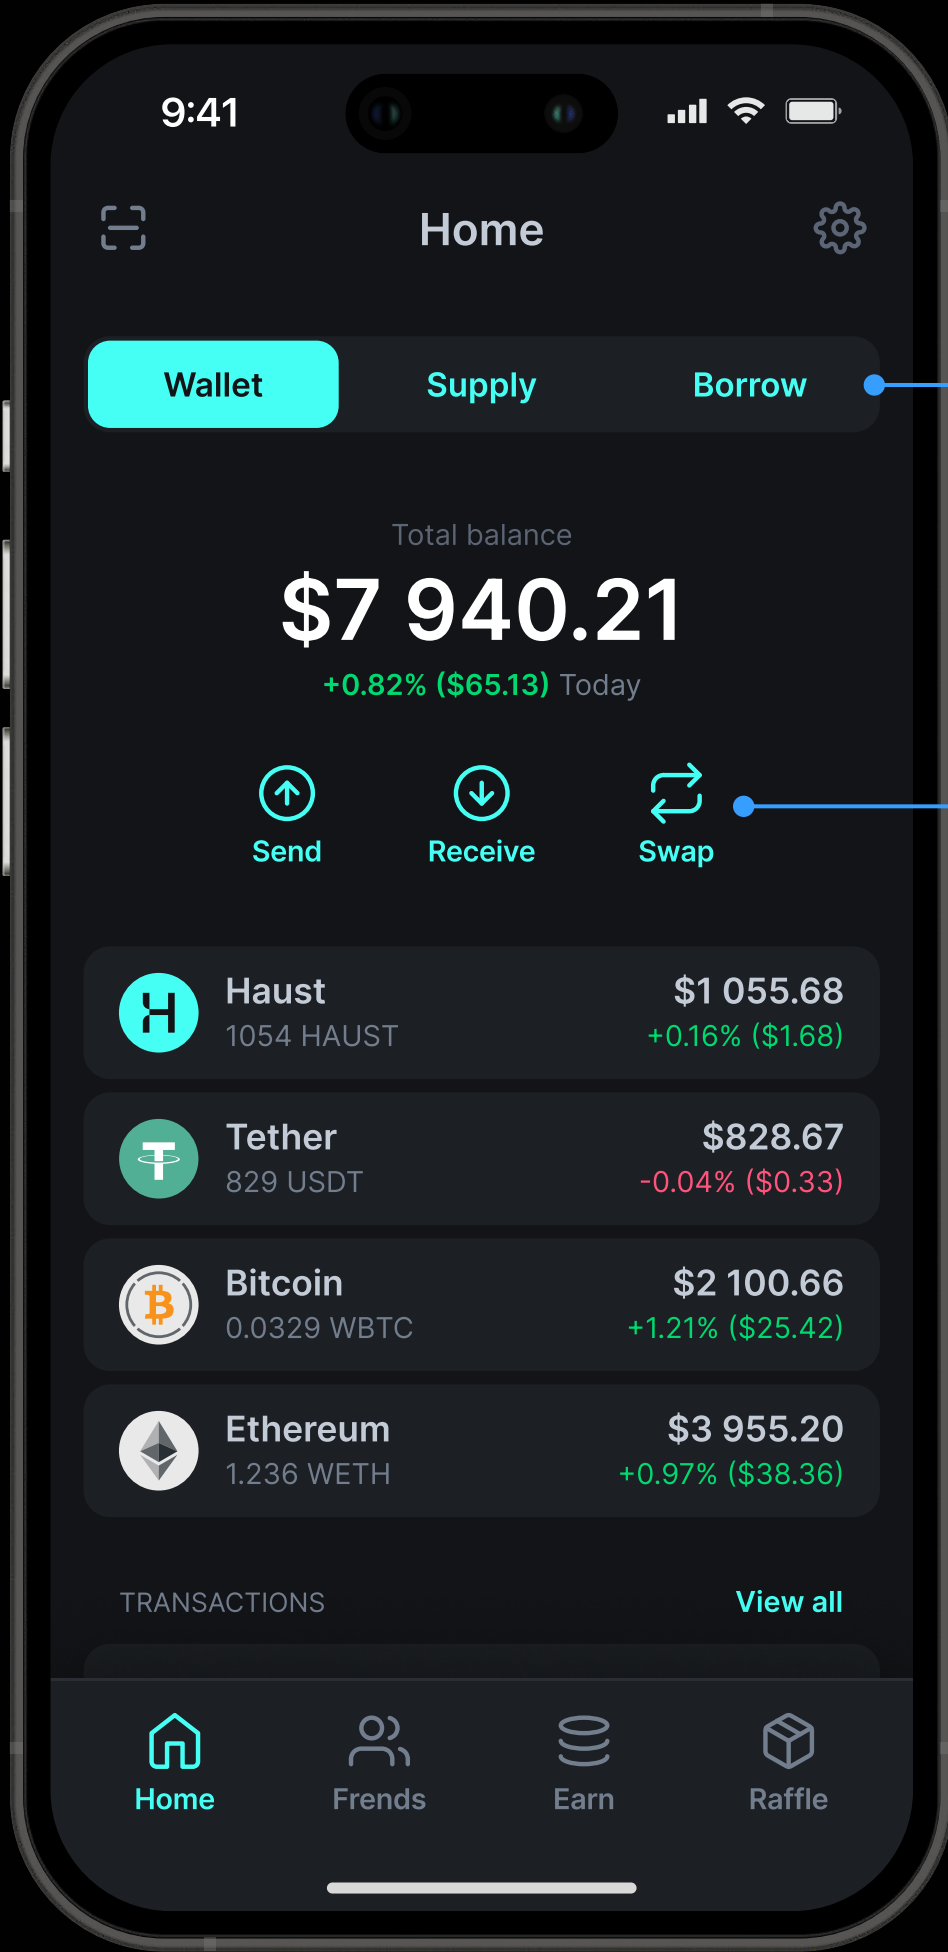 9:41
Home
Wallet Supply Borrow
Total balance
$7 940.21
+0.82% ($65.13) Today
Send Receive Swap
Haust $1 055.68
1054 HAUST +0.16% ($1.68)
Tether $828.67
829 USDT -0.04% ($0.33)
Bitcoin $2 100.66
0.0329 WBTC +1.21% ($25.42)
Ethereum $3 955.20
1.236 WETH +0.97% ($38.36)
TRANSACTIONS View all
Home Frends Earn Raffle